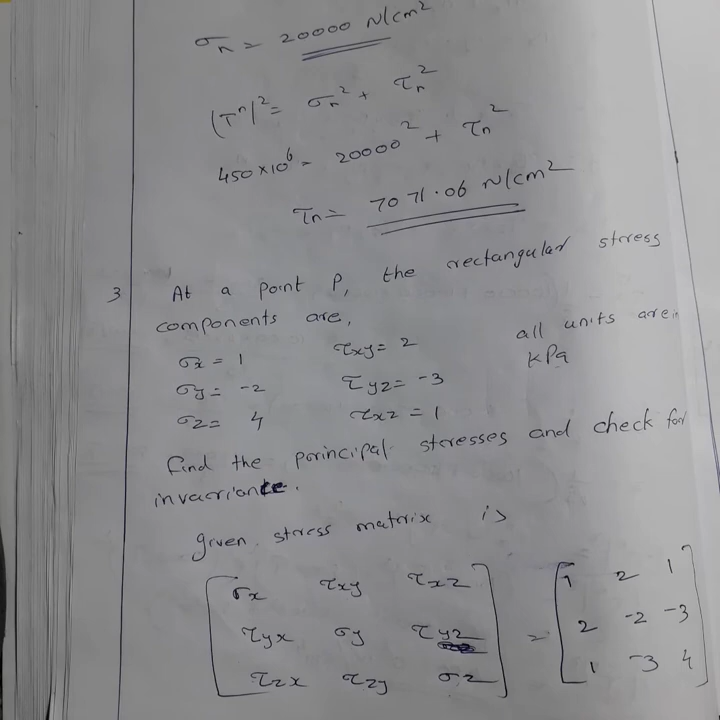 σn = 20000 N/cm²
(Tⁿ)² = σn² + τn²
450×10⁶ = 20000² + τn²
τn = 7071.06 N/cm²
3 At a point P, the rectangular stress
components are,
σx = 1 τxy = 2 all units are in
σy = -2 τyz = -3 kPa
σz = 4 τxz = 1
find the principal stresses and check for
invariance.
given stress matrix is
[σx τxy τxz] = [1 2 1]
[τyx σy τyz] [2 -2 -3]
[τzx τzy σz] [1 -3 4]